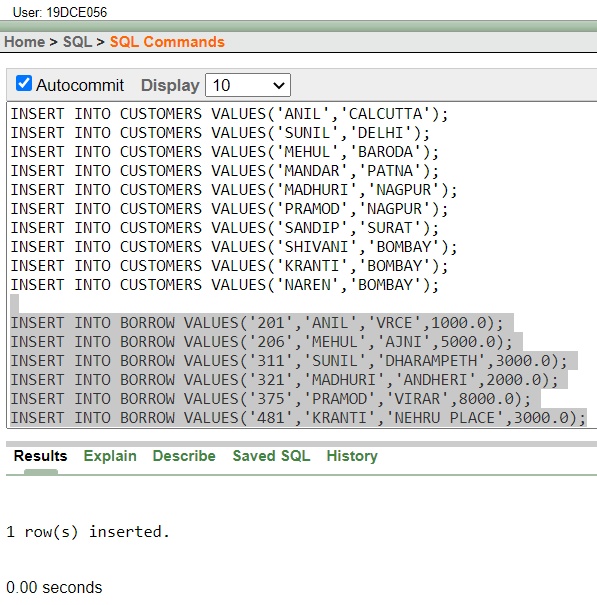 User: 19DCE056
Home > SQL > SQL Commands
Autocommit Display 10
INSERT INTO CUSTOMERS VALUES('ANIL','CALCUTTA');
INSERT INTO CUSTOMERS VALUES('SUNIL','DELHI');
INSERT INTO CUSTOMERS VALUES('MEHUL','BARODA');
INSERT INTO CUSTOMERS VALUES('MANDAR','PATNA');
INSERT INTO CUSTOMERS VALUES('MADHURI','NAGPUR');
INSERT INTO CUSTOMERS VALUES('PRAMOD','NAGPUR');
INSERT INTO CUSTOMERS VALUES('SANDIP','SURAT');
INSERT INTO CUSTOMERS VALUES('SHIVANI','BOMBAY');
INSERT INTO CUSTOMERS VALUES('KRANTI','BOMBAY');
INSERT INTO CUSTOMERS VALUES('NAREN','BOMBAY');
INSERT INTO BORROW VALUES('201','ANIL','VRCE',1000.0);
INSERT INTO BORROW VALUES('206','MEHUL','AJNI',5000.0);
INSERT INTO BORROW VALUES('311','SUNIL','DHARAMPETH',3000.0);
INSERT INTO BORROW VALUES('321','MADHURI','ANDHERI',2000.0);
INSERT INTO BORROW VALUES('375','PRAMOD','VIRAR',8000.0);
INSERT INTO BORROW VALUES('481','KRANTI','NEHRU PLACE',3000.0);
Results Explain Describe Saved SQL History
1 row(s) inserted.
0.00 seconds